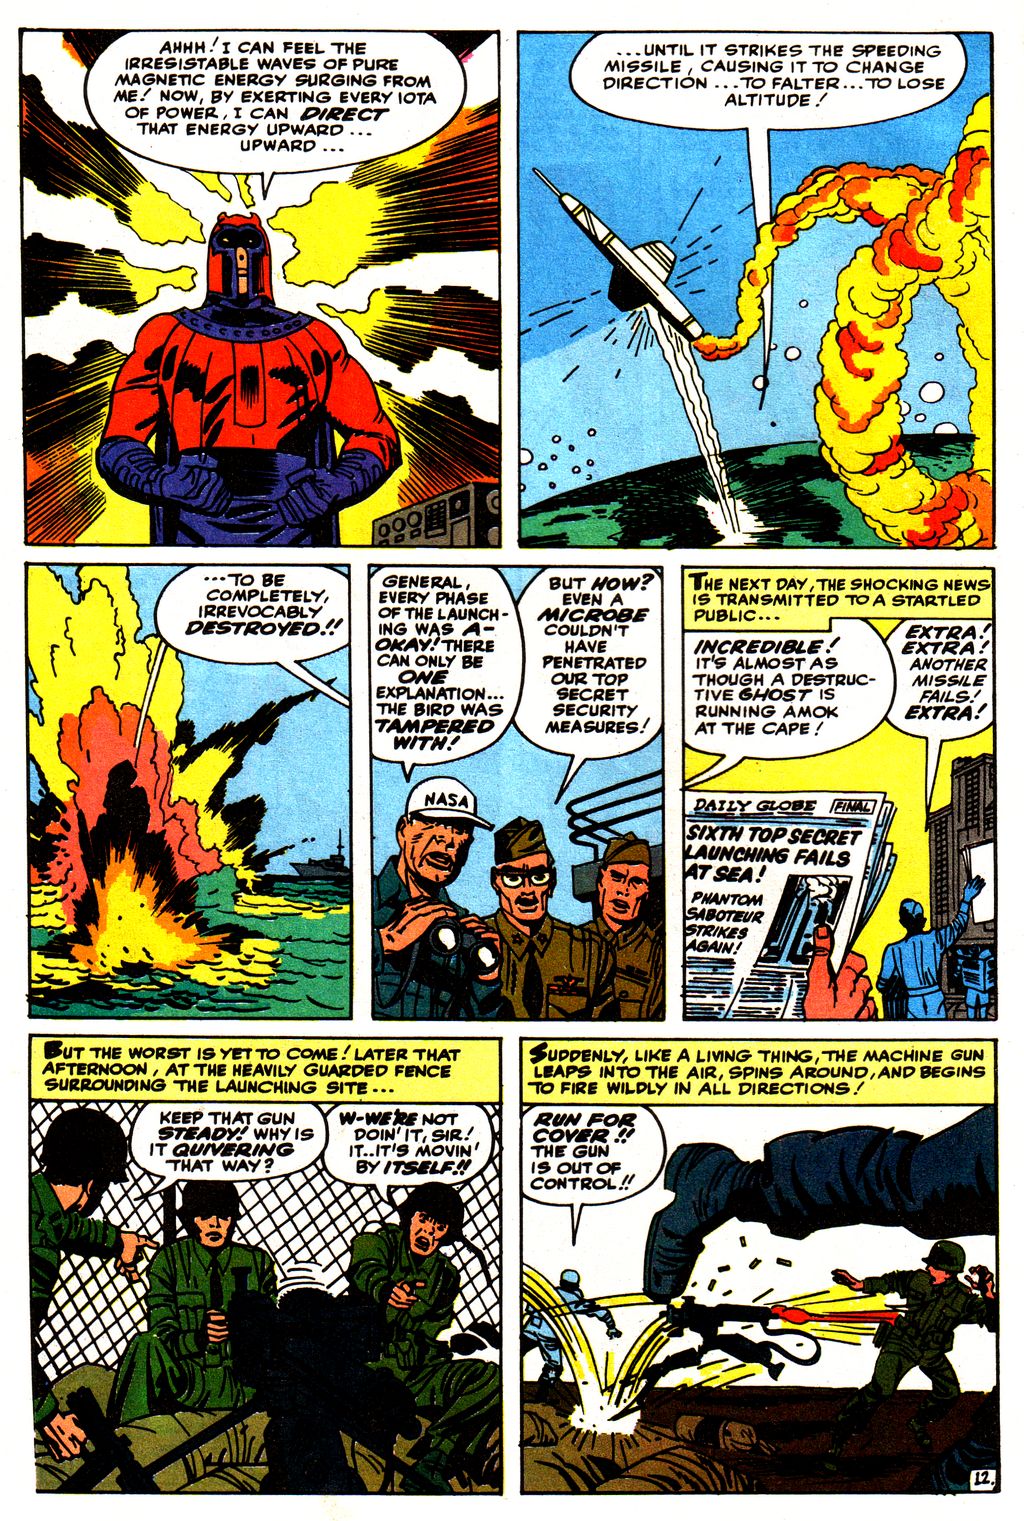 AHHH! I CAN FEEL THE
IRRESISTABLE WAVES OF PURE
MAGNETIC ENERGY SURGING FROM
ME! NOW, BY EXERTING EVERY IOTA
OF POWER, I CAN DIRECT
THAT ENERGY UPWARD...
UPWARD...
...UNTIL IT STRIKES THE SPEEDING
MISSILE, CAUSING IT TO CHANGE
DIRECTION...TO FALTER...TO LOSE
ALTITUDE!
...TO BE
COMPLETELY,
IRREVOCABLY
DESTROYED!!
GENERAL,
EVERY PHASE
OF THE LAUNCH-
ING WAS A-
OKAY! THERE
CAN ONLY BE
ONE
EXPLANATION...
THE BIRD WAS
TAMPERED
WITH!
BUT HOW?
EVEN A
MICROBE
COULDN'T
HAVE
PENETRATED
OUR TOP
SECRET
SECURITY
MEASURES!
NASA
THE NEXT DAY, THE SHOCKING NEWS
IS TRANSMITTED TO A STARTLED
PUBLIC...
INCREDIBLE!
IT'S ALMOST AS
THOUGH A DESTRUC-
TIVE GHOST IS
RUNNING AMOK
AT THE CAPE!
EXTRA!
EXTRA!
ANOTHER
MISSILE
FAILS!
EXTRA!
DAILY GLOBE FINAL
SIXTH TOP SECRET
LAUNCHING FAILS
AT SEA!
PHANTOM
SABOTEUR
STRIKES
AGAIN!
BUT THE WORST IS YET TO COME! LATER THAT
AFTERNOON, AT THE HEAVILY GUARDED FENCE
SURROUNDING THE LAUNCHING SITE...
KEEP THAT GUN
STEADY! WHY IS
IT QUIVERING
THAT WAY?
W-WE'RE NOT
DOIN' IT, SIR!
IT..IT'S MOVIN'
BY ITSELF!!
SUDDENLY, LIKE A LIVING THING, THE MACHINE GUN
LEAPS INTO THE AIR, SPINS AROUND, AND BEGINS
TO FIRE WILDLY IN ALL DIRECTIONS!
RUN FOR
COVER!!
THE GUN
IS OUT OF
CONTROL!!
12.